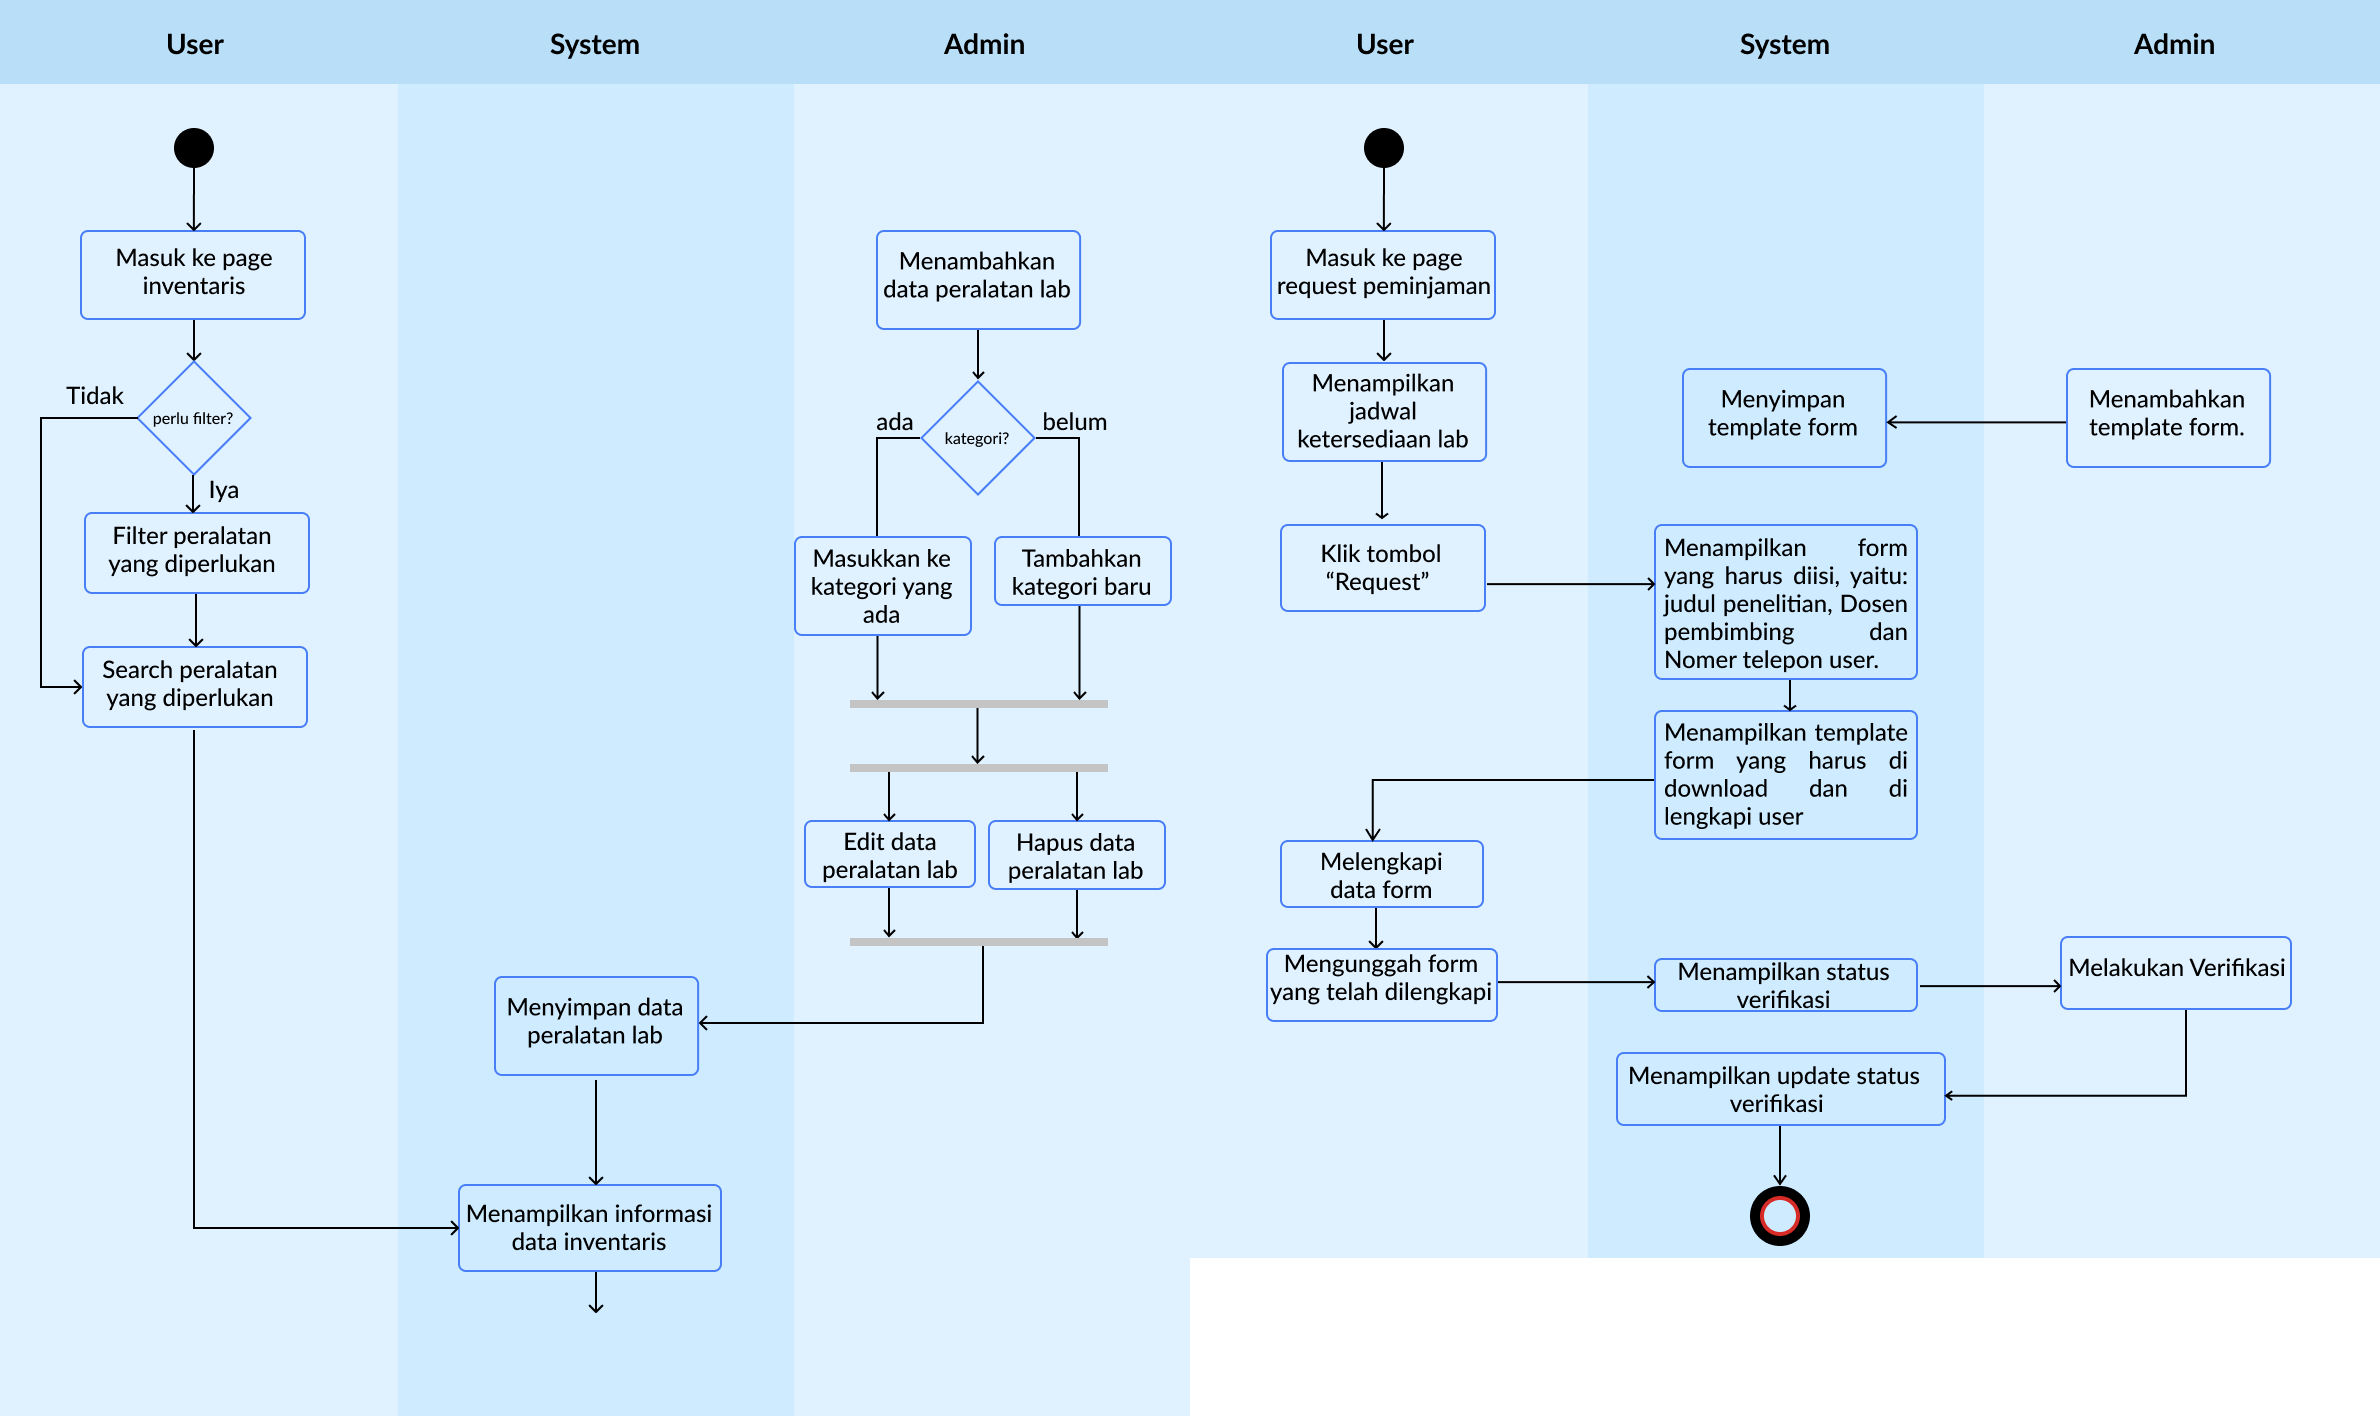 User
System
Admin
Masuk ke page
inventaris
perlu filter?
Tidak
Iya
Filter peralatan
yang diperlukan
Search peralatan
yang diperlukan
Menambahkan
data peralatan lab
kategori?
ada
belum
Masukkan ke
kategori yang
ada
Tambahkan
kategori baru
Edit data
peralatan lab
Hapus data
peralatan lab
Menyimpan data
peralatan lab
Menampilkan informasi
data inventaris
User
System
Admin
Masuk ke page
request peminjaman
Menampilkan
jadwal
ketersediaan lab
Menyimpan
template form
Menambahkan
template form.
Klik tombol
“Request”
Menampilkan form
yang harus diisi, yaitu:
judul penelitian, Dosen
pembimbing dan
Nomer telepon user.
Menampilkan template
form yang harus di
download dan di
lengkapi user
Melengkapi
data form
Mengunggah form
yang telah dilengkapi
Menampilkan status
verifikasi
Melakukan Verifikasi
Menampilkan update status
verifikasi